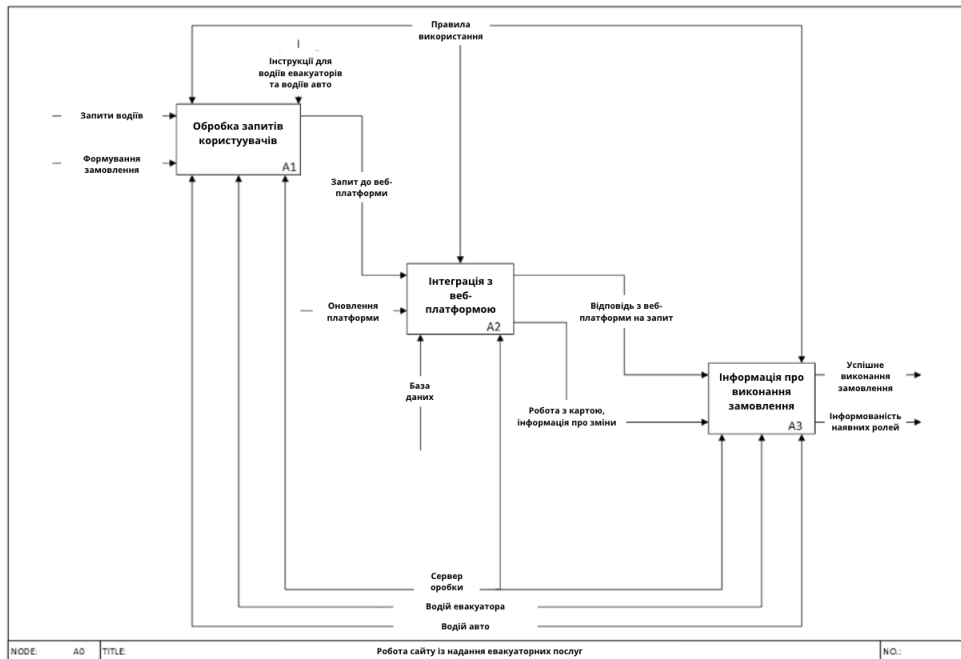 Правила
використання
Інструкції для
водіїв евакуаторів
та водіїв авто
Запити водіїв
Обробка запитів
користуувачів
A1
Формування
замовлення
Запит до веб-
платформи
Інтеграція з
веб-
платформою
A2
Оновлення
платформи
Відповідь з веб-
платформи на запит
База
даних
Робота з картою,
інформація про зміни
Інформація про
виконання
замовлення
A3
Успішне
виконання
замовлення
Інформованість
наявних ролей
Сервер
оробки
Водій евакуатора
Водій авто
NODE: A0 TITLE: Робота сайту із надання евакуаторних послуг NO.: